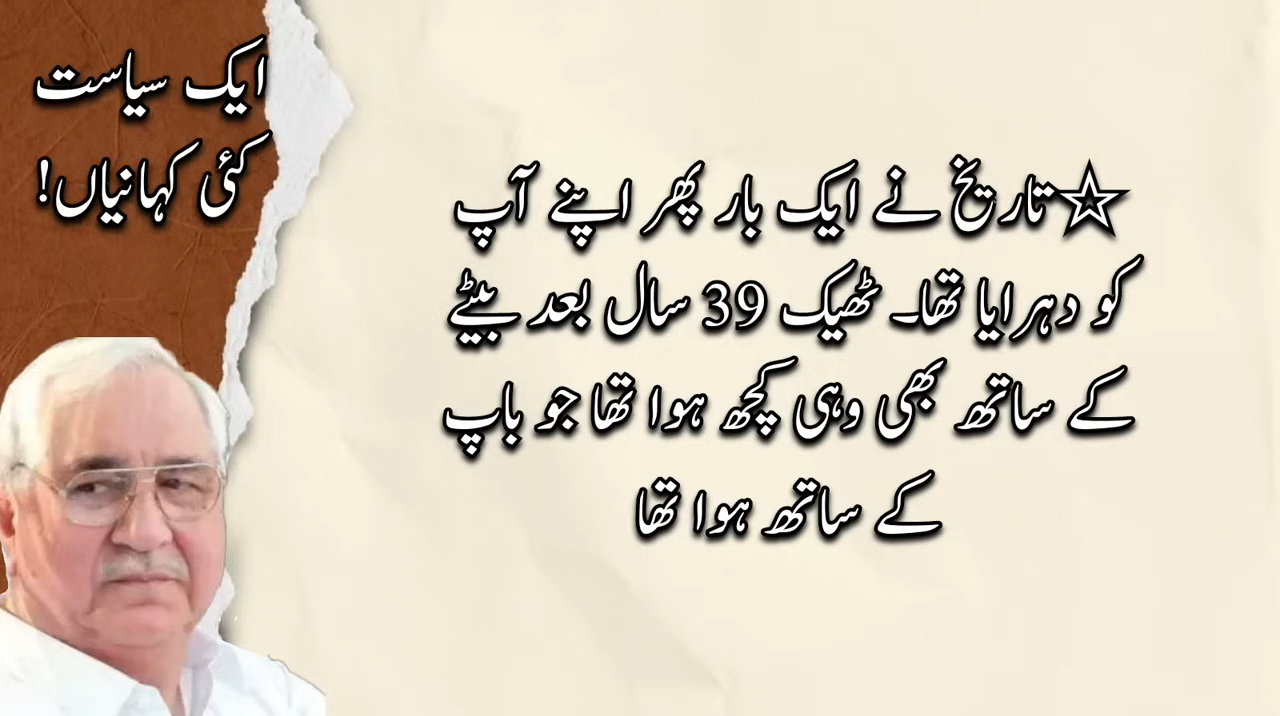 ایک سیاست
کئی کہانیاں!
☆تاریخ نے ایک بار پھر اپنے آپ
کو دہرایا تھا۔ ٹھیک 39 سال بعد بیٹے
کے ساتھ بھی وہی کچھ ہوا تھا جو باپ
کے ساتھ ہوا تھا